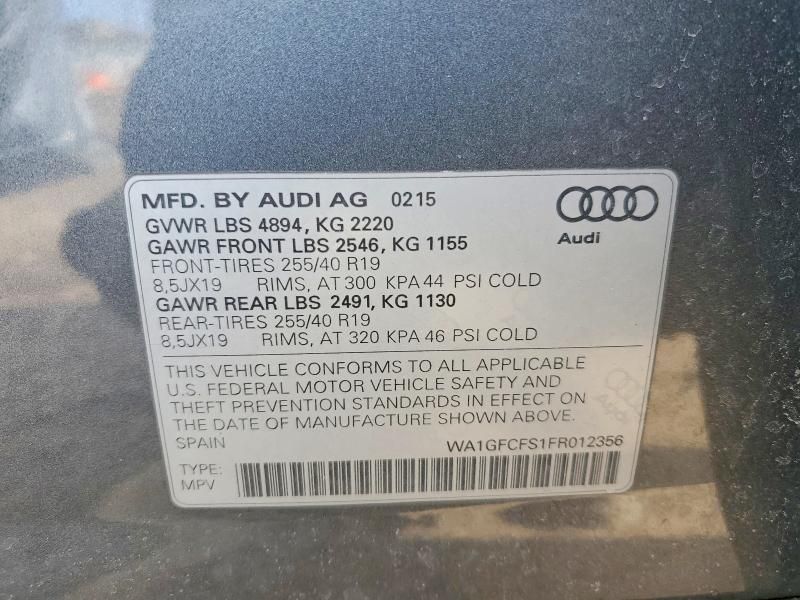 MFD. BY AUDI AG 0215
GVWR LBS 4894, KG 2220
GAWR FRONT LBS 2546, KG 1155
FRONT-TIRES 255/40 R19
8,5JX19 RIMS, AT 300 KPA 44 PSI COLD
GAWR REAR LBS 2491, KG 1130
REAR-TIRES 255/40 R19
8,5JX19 RIMS, AT 320 KPA 46 PSI COLD
Audi
THIS VEHICLE CONFORMS TO ALL APPLICABLE
U.S. FEDERAL MOTOR VEHICLE SAFETY AND
THEFT PREVENTION STANDARDS IN EFFECT ON
THE DATE OF MANUFACTURE SHOWN ABOVE.
Audi
SPAIN WA1GFCFS1FR012356
TYPE:
MPV